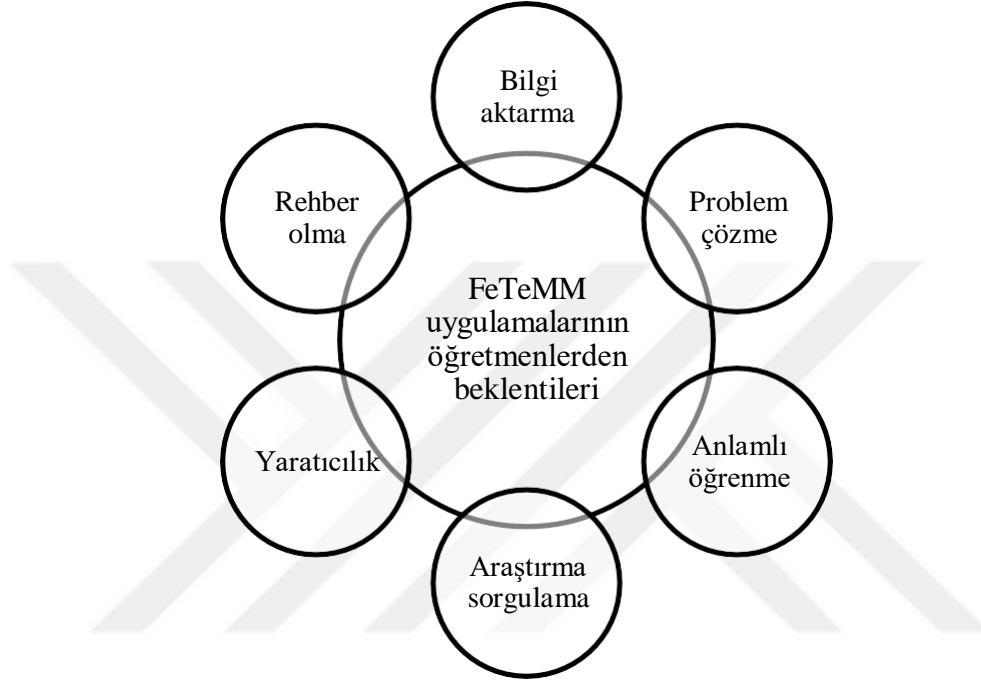 Bilgi
aktarma
Rehber
olma
Problem
çözme
FeTeMM
uygulamalarının
öğretmenlerden
beklentileri
Yaratıcılık
Anlamlı
öğrenme
Araştırma
sorgulama